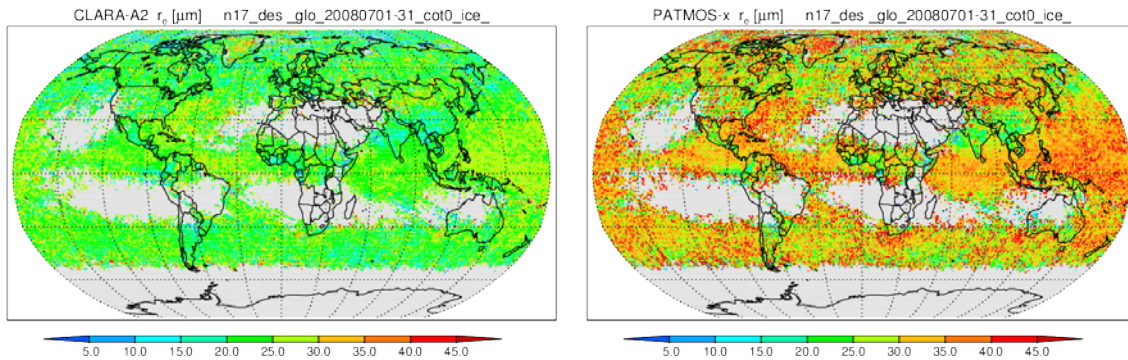 CLARA-A2 r_e [μm] n17_des _glo_20080701-31_cot0_ice_
PATMOS-x r_e [μm] n17_des _glo_20080701-31_cot0_ice_
5.0 10.0 15.0 20.0 25.0 30.0 35.0 40.0 45.0
5.0 10.0 15.0 20.0 25.0 30.0 35.0 40.0 45.0